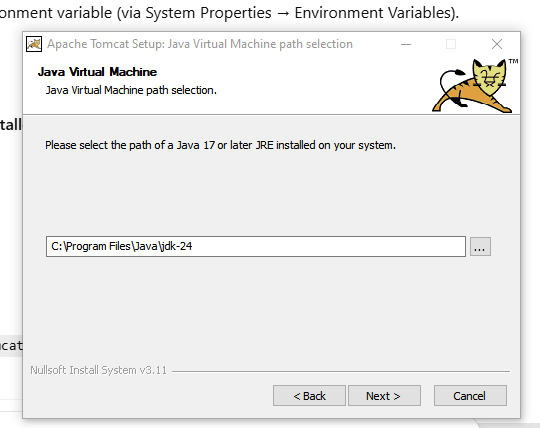 onment variable (via System Properties → Environment Variables).
Apache Tomcat Setup: Java Virtual Machine path selection
Java Virtual Machine
Java Virtual Machine path selection.
TM
talle
Please select the path of a Java 17 or later JRE installed on your system.
C:\Program Files\Java\jdk-24
...
ncat
Nullsoft Install System v3.11
< Back
Next >
Cancel